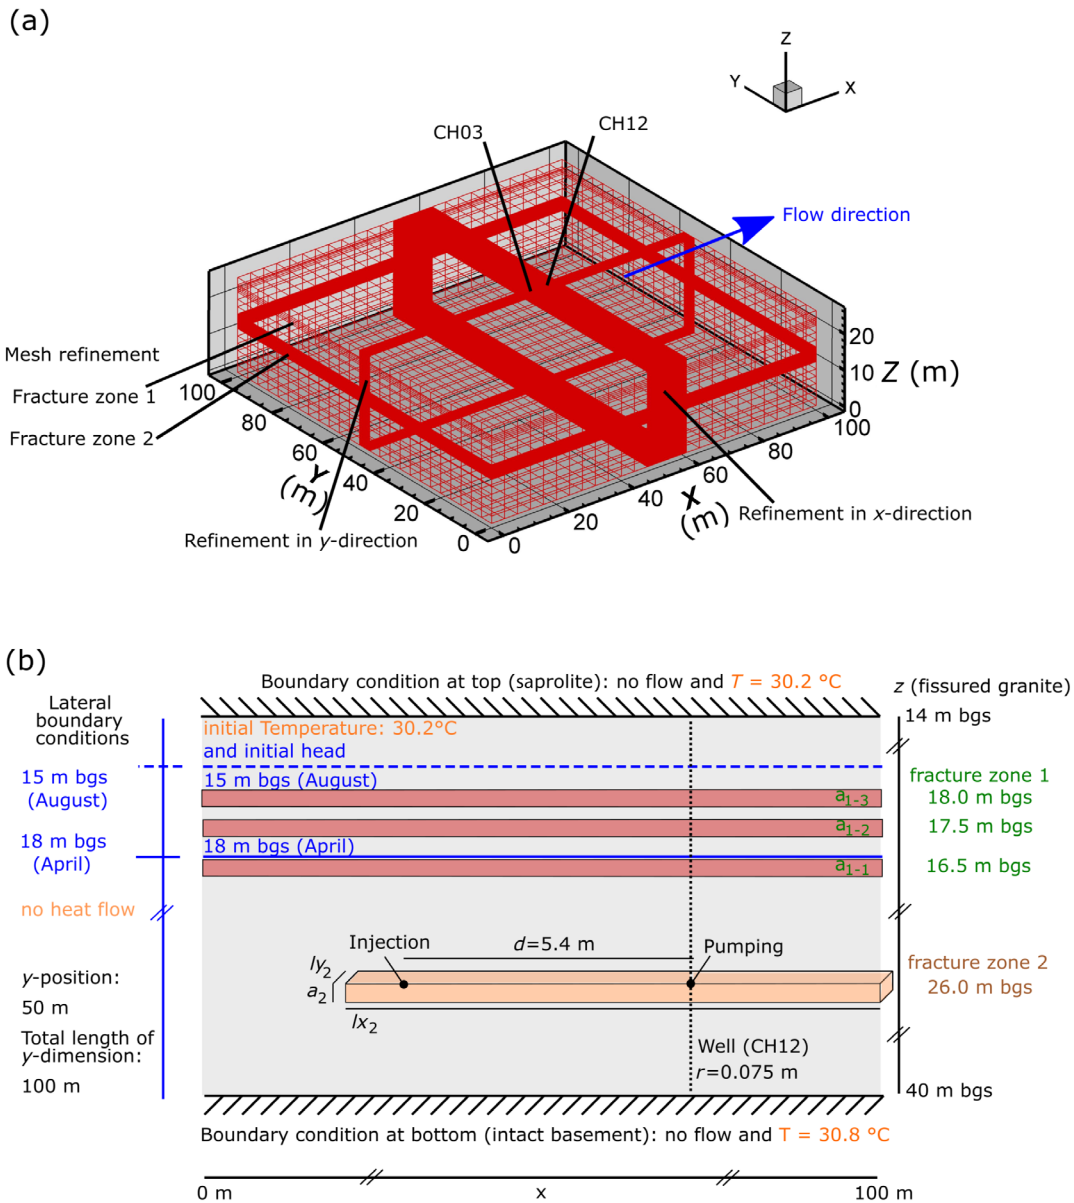 (a)
Z
Y
X
CH03
CH12
Flow direction
Mesh refinement
Fracture zone 1
Fracture zone 2
20
10
0
Z (m)
100
80
60
40
20
0
Y
(m)
0
20
40
60
80
100
X
(m)
Refinement in y-direction
Refinement in x-direction
(b)
Boundary condition at top (saprolite): no flow and T = 30.2 °C
z (fissured granite)
14 m bgs
Lateral
boundary
conditions
initial Temperature: 30.2°C
and initial head
15 m bgs
(August)
15 m bgs (August)
fracture zone 1
a1-3
18.0 m bgs
a1-2
17.5 m bgs
18 m bgs
(April)
18 m bgs (April)
a1-1
16.5 m bgs
no heat flow
Injection
d=5.4 m
Pumping
ly2
a2
lx2
fracture zone 2
26.0 m bgs
y-position:
50 m
Total length of
y-dimension:
100 m
Well (CH12)
r=0.075 m
40 m bgs
Boundary condition at bottom (intact basement): no flow and T = 30.8 °C
0 m
x
100 m